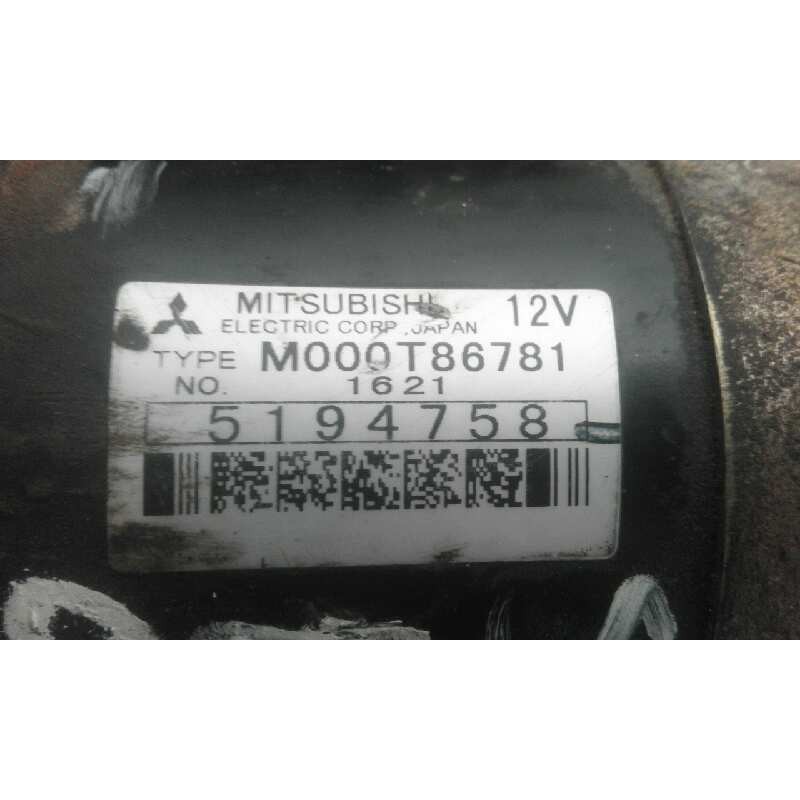 MITSUBISHI 12V
ELECTRIC CORP.,JAPAN
TYPE M000T86781
NO. 1621
5194758